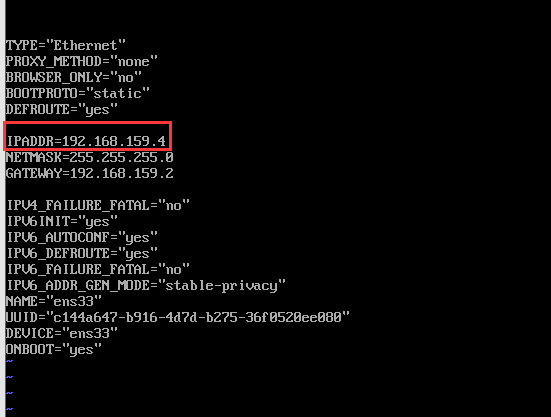 TYPE="Ethernet"
PROXY_METHOD="none"
BROWSER_ONLY="no"
BOOTPROTO="static"
DEFROUTE="yes"
IPADDR=192.168.159.4
NETMASK=255.255.255.0
GATEWAY=192.168.159.2
IPV4_FAILURE_FATAL="no"
IPV6INIT="yes"
IPV6_AUTOCONF="yes"
IPV6_DEFROUTE="yes"
IPV6_FAILURE_FATAL="no"
IPV6_ADDR_GEN_MODE="stable-privacy"
NAME="ens33"
UUID="c144a647-b916-4d7d-b275-36f0520ee080"
DEVICE="ens33"
ONBOOT="yes"
~
~
~
~